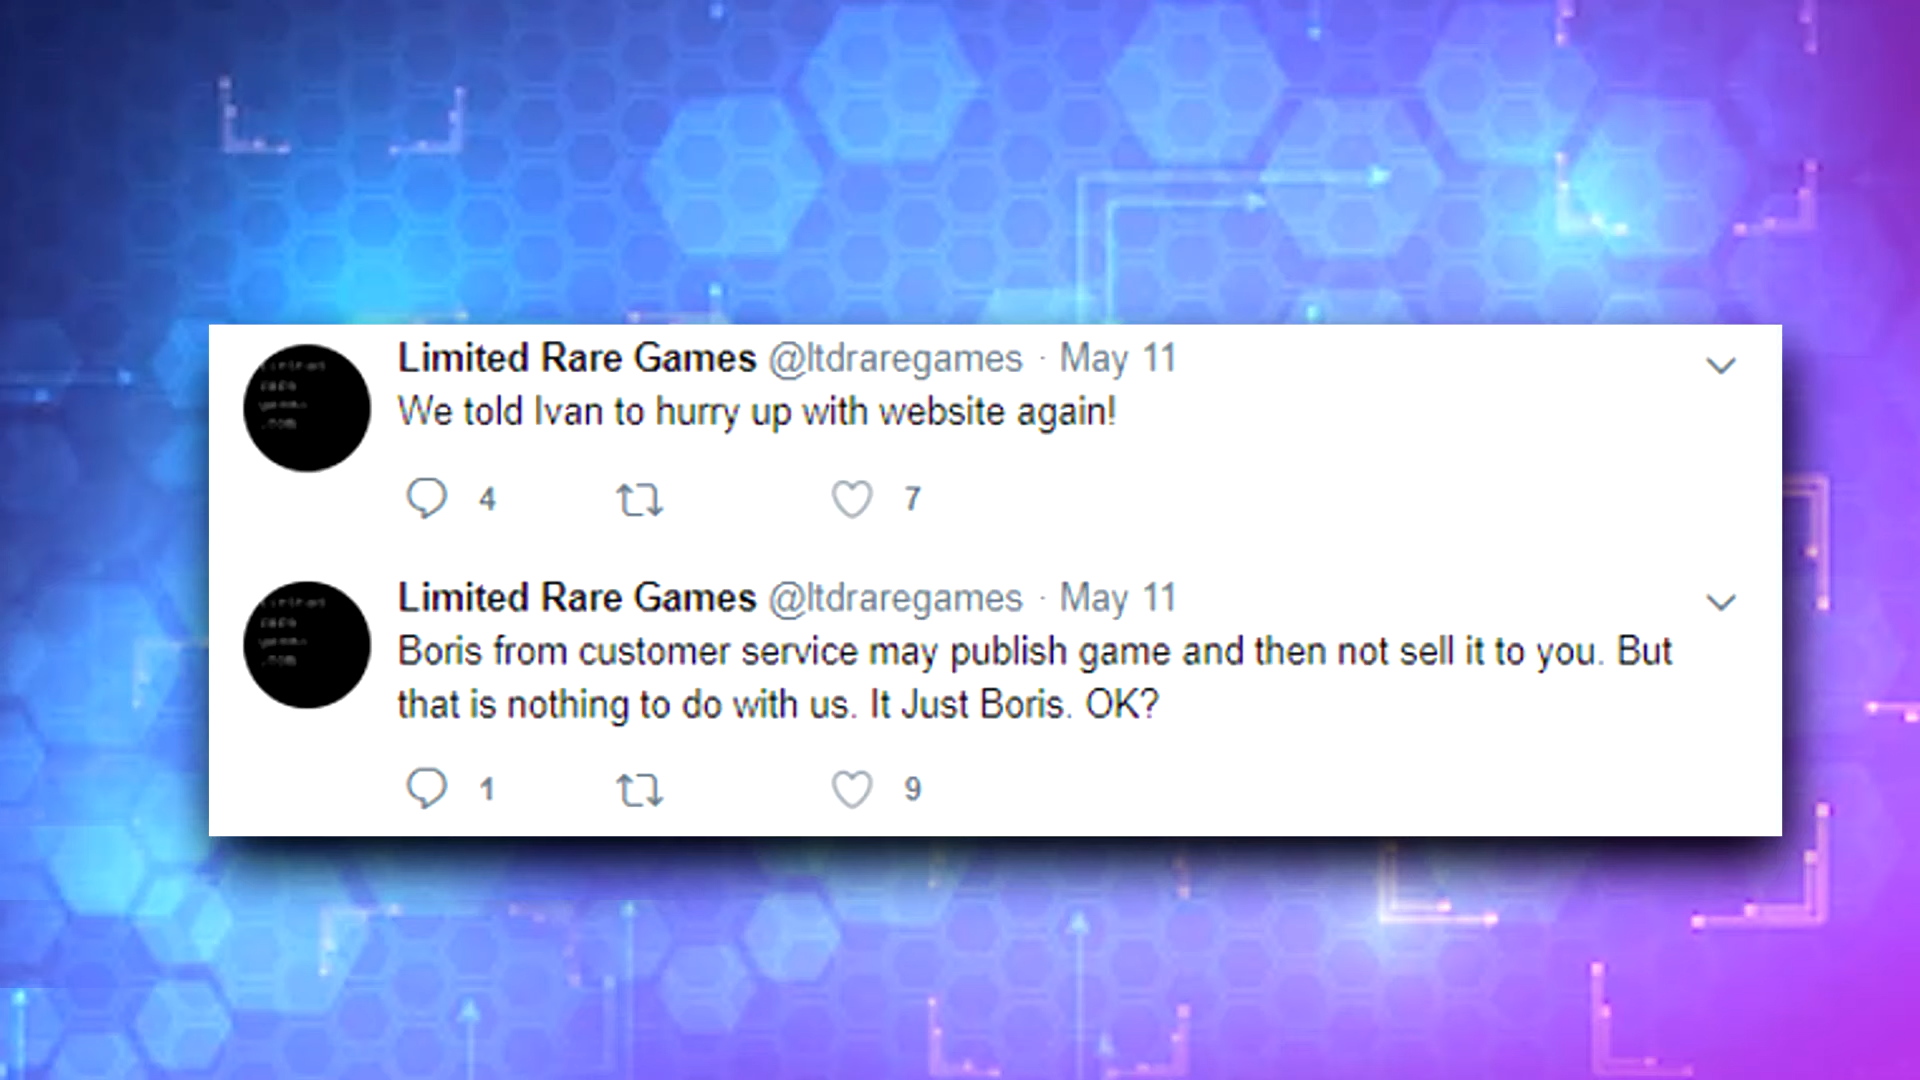 Limited Rare Games @ltdraregames · May 11
We told Ivan to hurry up with website again!
4 7
Limited Rare Games @ltdraregames · May 11
Boris from customer service may publish game and then not sell it to you. But
that is nothing to do with us. It Just Boris. OK?
1 9